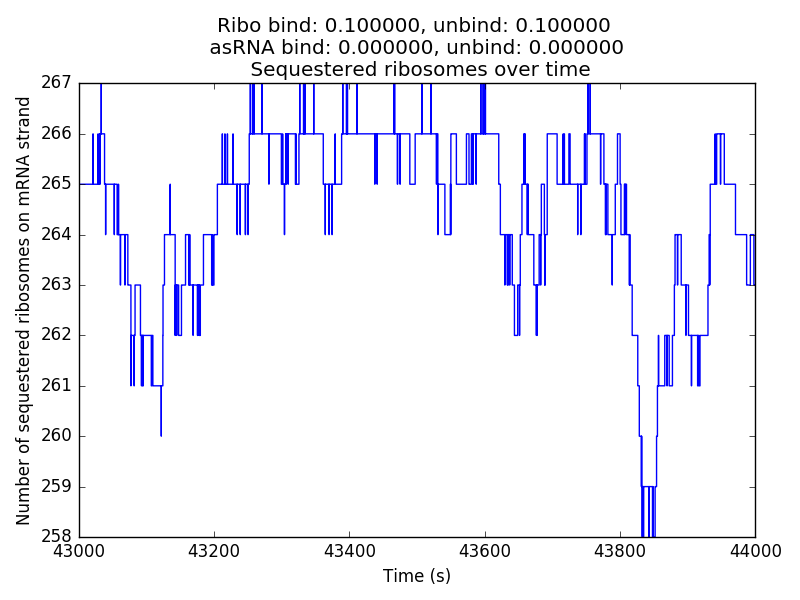 Ribo bind: 0.100000, unbind: 0.100000
asRNA bind: 0.000000, unbind: 0.000000
Sequestered ribosomes over time
Number of sequestered ribosomes on mRNA strand
267
266
265
264
263
262
261
260
259
258
43000 43200 43400 43600 43800 44000
Time (s)